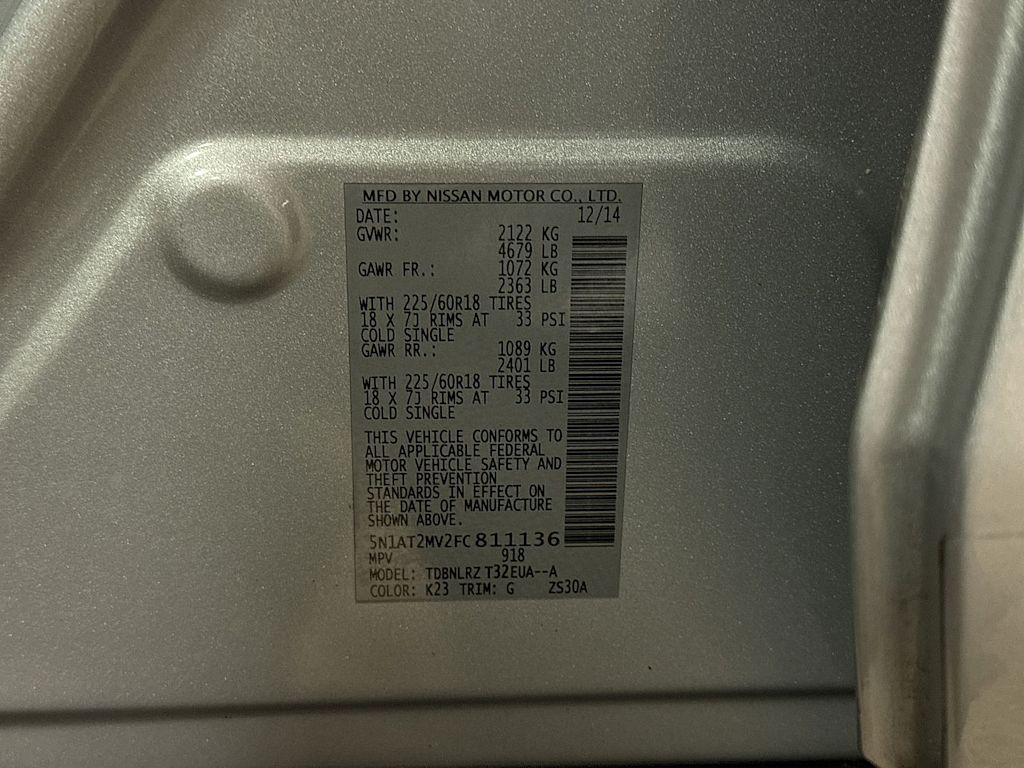 MFD BY NISSAN MOTOR CO., LTD.
DATE: 12/14
GVWR: 2122 KG
4679 LB
GAWR FR.: 1072 KG
2363 LB
WITH 225/60R18 TIRES
18 X 7J RIMS AT 33 PSI
COLD SINGLE
GAWR RR.: 1089 KG
2401 LB
WITH 225/60R18 TIRES
18 X 7J RIMS AT 33 PSI
COLD SINGLE
THIS VEHICLE CONFORMS TO
ALL APPLICABLE FEDERAL
MOTOR VEHICLE SAFETY AND
THEFT PREVENTION
STANDARDS IN EFFECT ON
THE DATE OF MANUFACTURE
SHOWN ABOVE.
5N1AT2MV2FC811136
MPV 918
MODEL: TDBNLRZ T32EUA--A
COLOR: K23 TRIM: G ZS30A